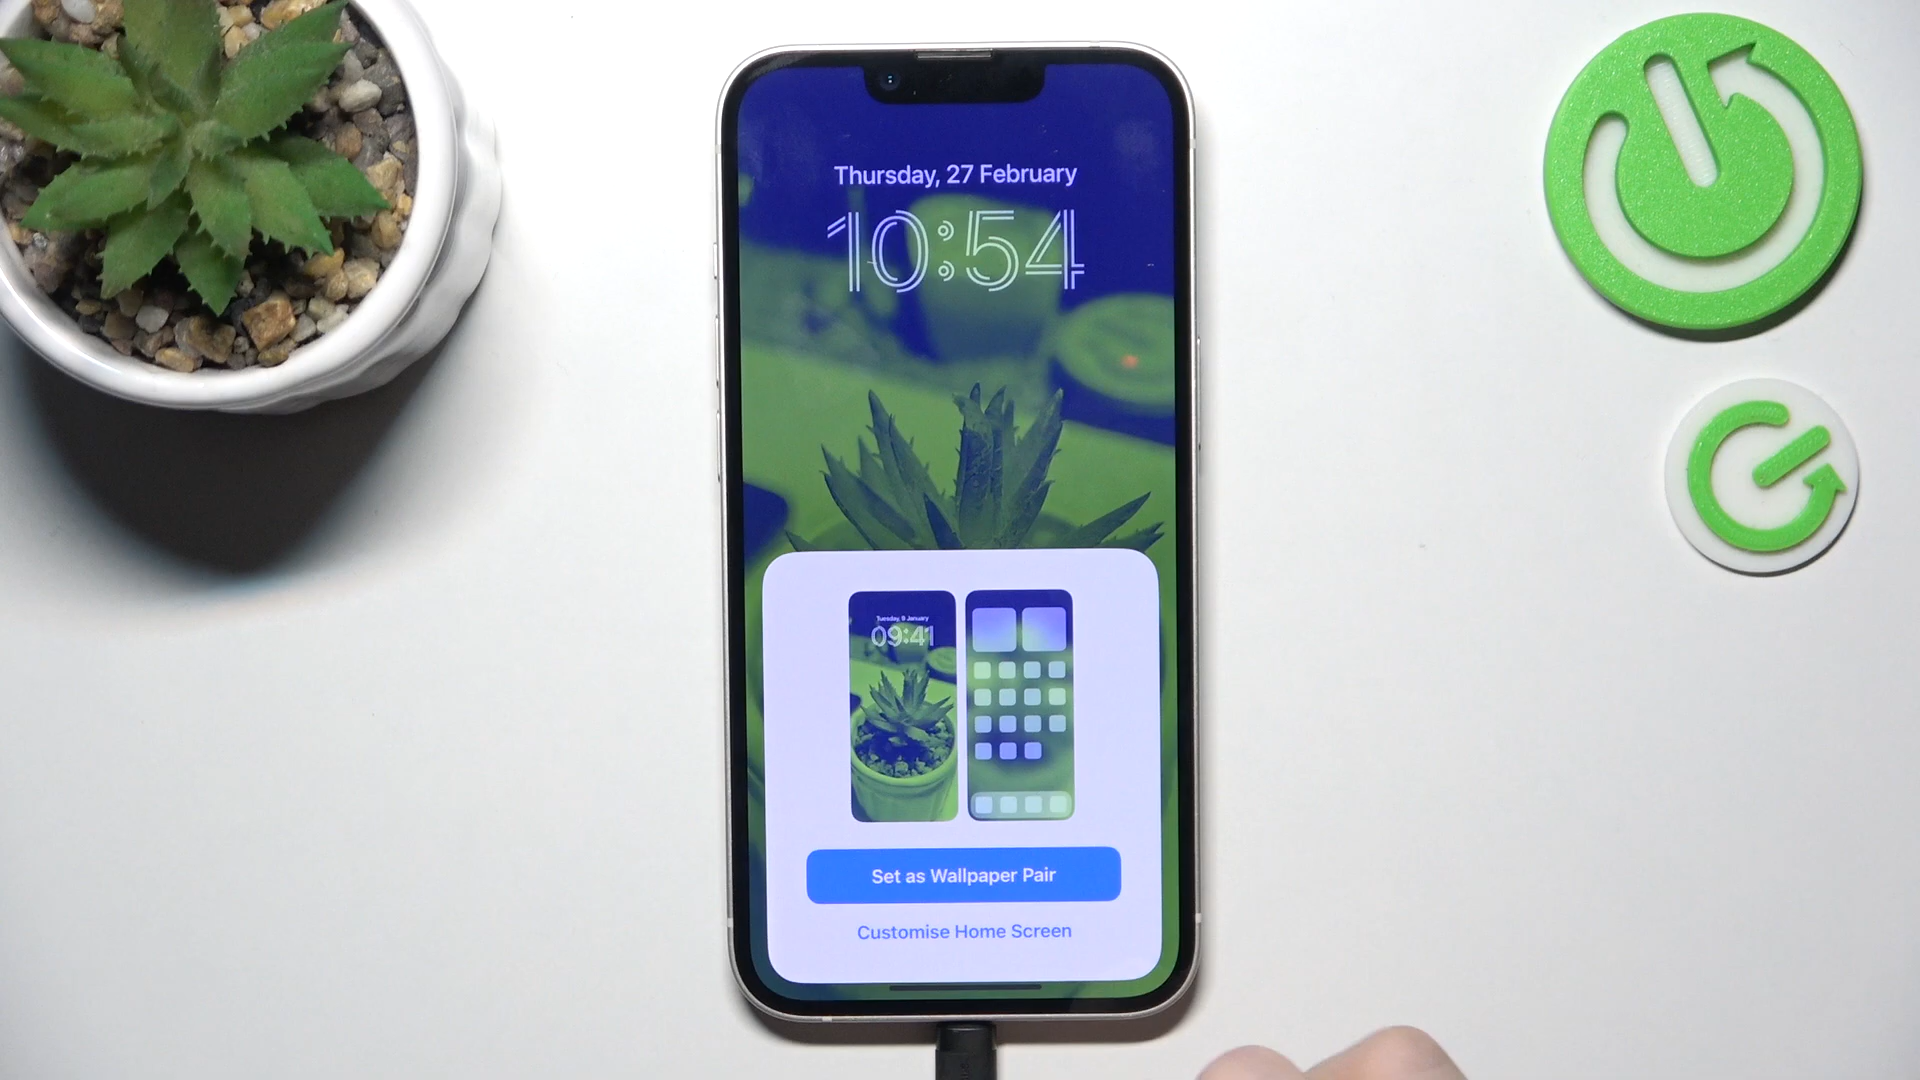 Thursday, 27 February
10:54
Tuesday, 9 January
09:41
Set as Wallpaper Pair
Customise Home Screen